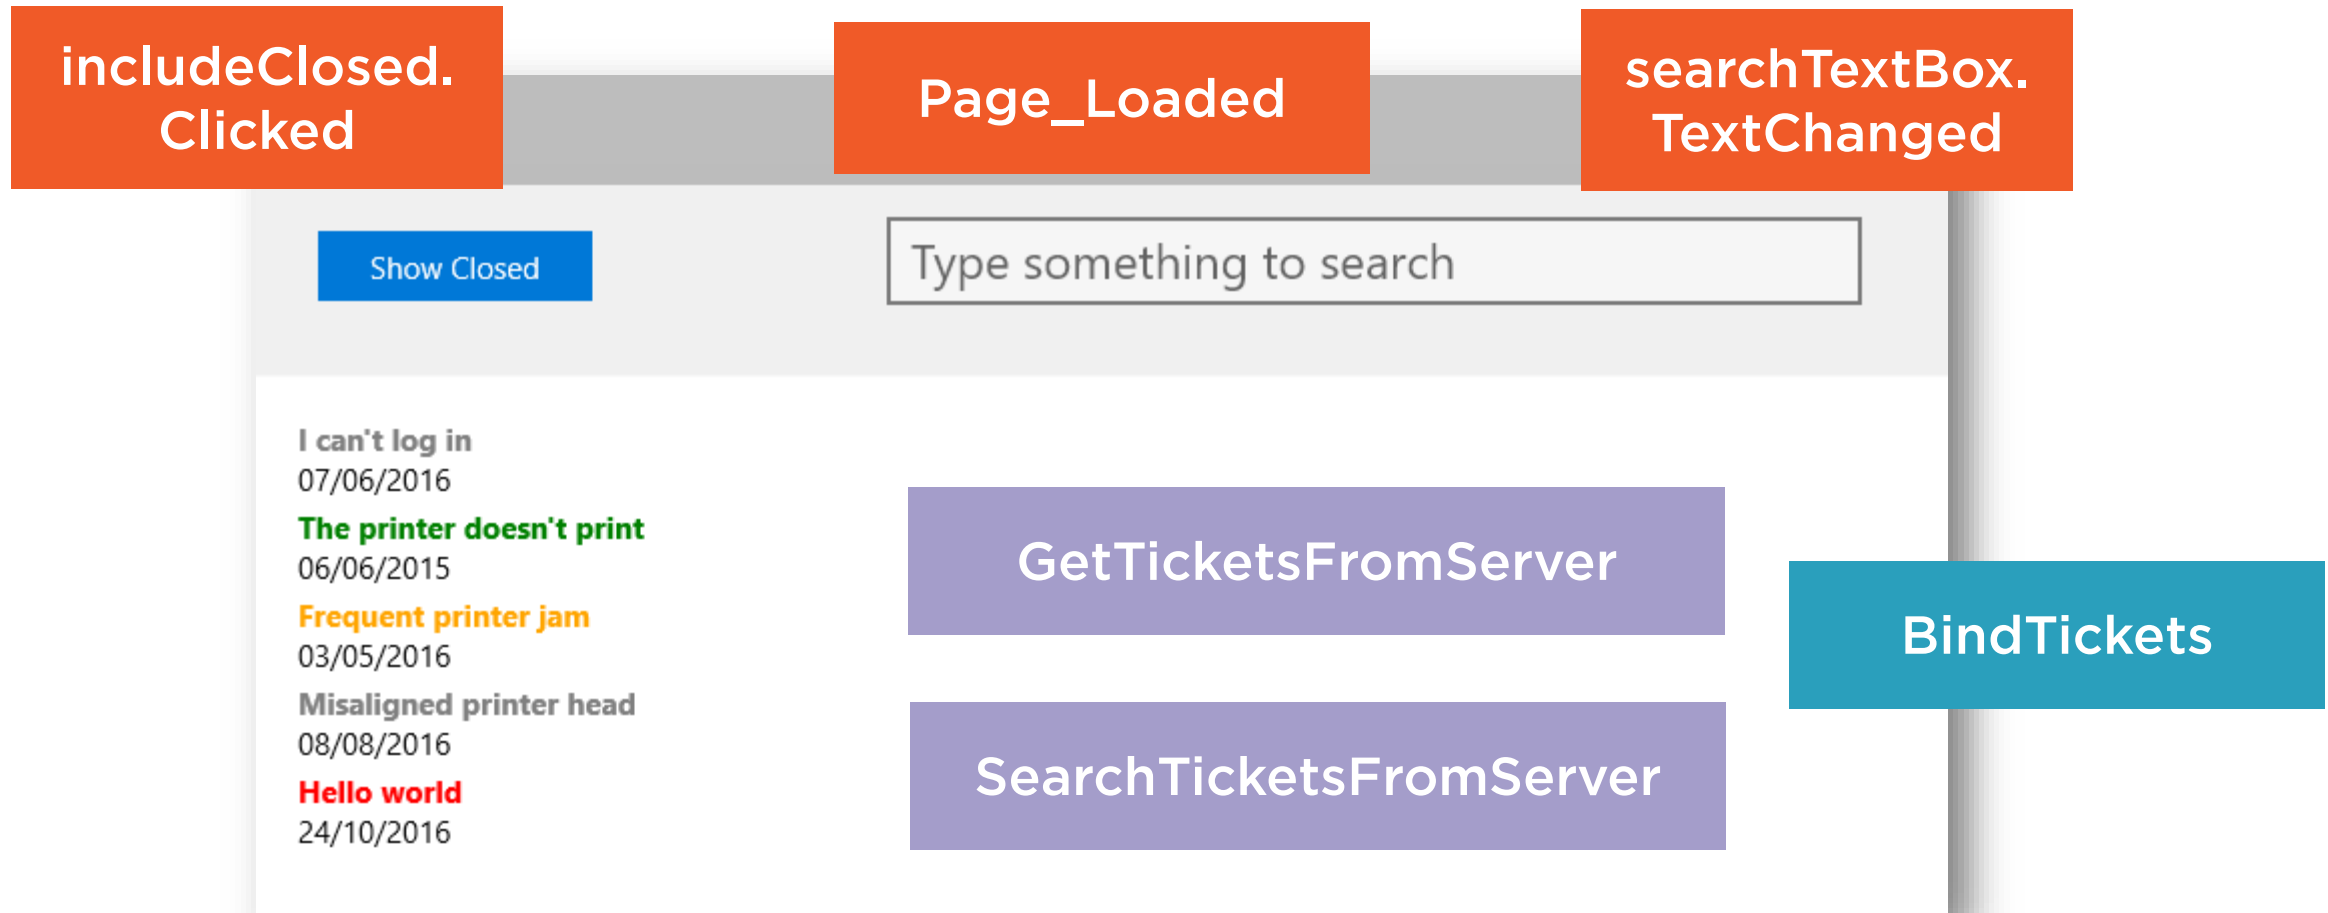 includeClosed.
Clicked
Page_Loaded
searchTextBox.
TextChanged
Show Closed
Type something to search
I can't log in
07/06/2016
The printer doesn't print
06/06/2015
Frequent printer jam
03/05/2016
Misaligned printer head
08/08/2016
Hello world
24/10/2016
GetTicketsFromServer
SearchTicketsFromServer
BindTickets